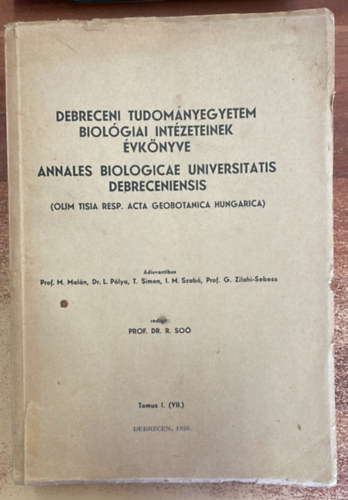 DEBRECENI TUDOMÁNYEGYETEM
BIOLÓGIAI INTÉZETEINEK
ÉVKÖNYVE
ANNALES BIOLOGICAE UNIVERSITATIS
DEBRECENIENSIS
(OLIM TISIA RESP. ACTA GEOBOTANICA HUNGARICA)
Adiuvantibus
Prof. M. Malán, Dr. L. Pólya, T. Simon, I. M. Szabó, Prof. G. Zilahi-Sebess
redigit
PROF. DR. R. SOÓ
Tomus I. (VII.)
DEBRECEN,